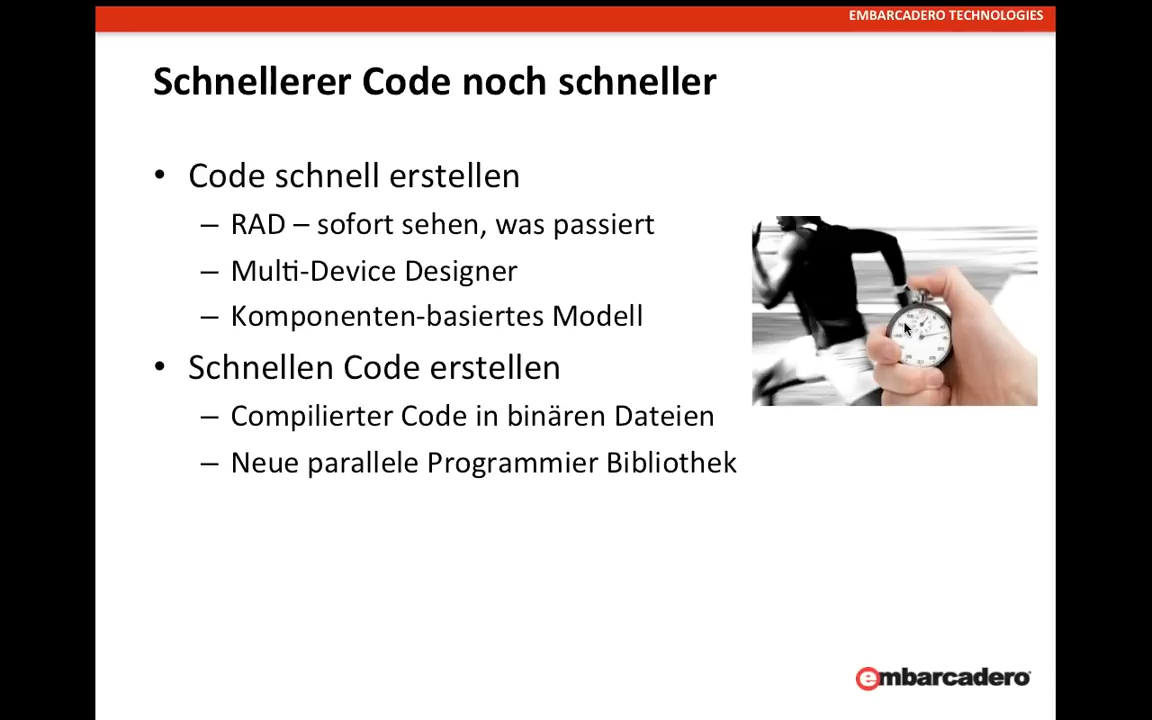 EMBARCADERO TECHNOLOGIES
Schnellerer Code noch schneller
• Code schnell erstellen
– RAD – sofort sehen, was passiert
– Multi-Device Designer
– Komponenten-basiertes Modell
• Schnellen Code erstellen
– Compilierter Code in binären Dateien
– Neue parallele Programmier Bibliothek
embarcadero